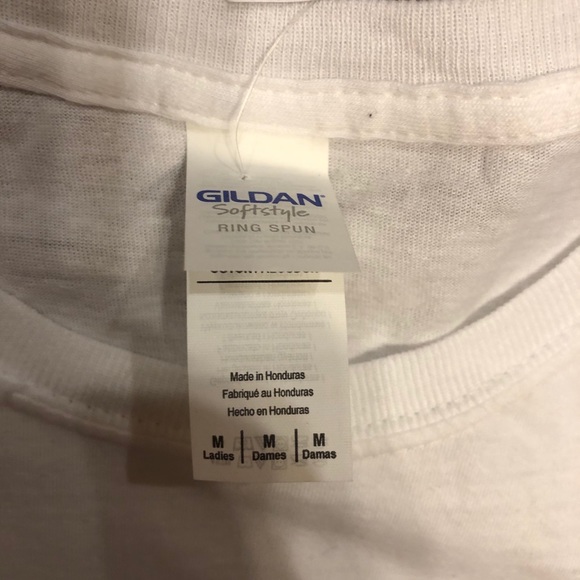 GILDAN
Softstyle
RING SPUN
Made in Honduras
Fabriqué au Honduras
Hecho en Honduras
M | M | M
Ladies | Dames | Damas